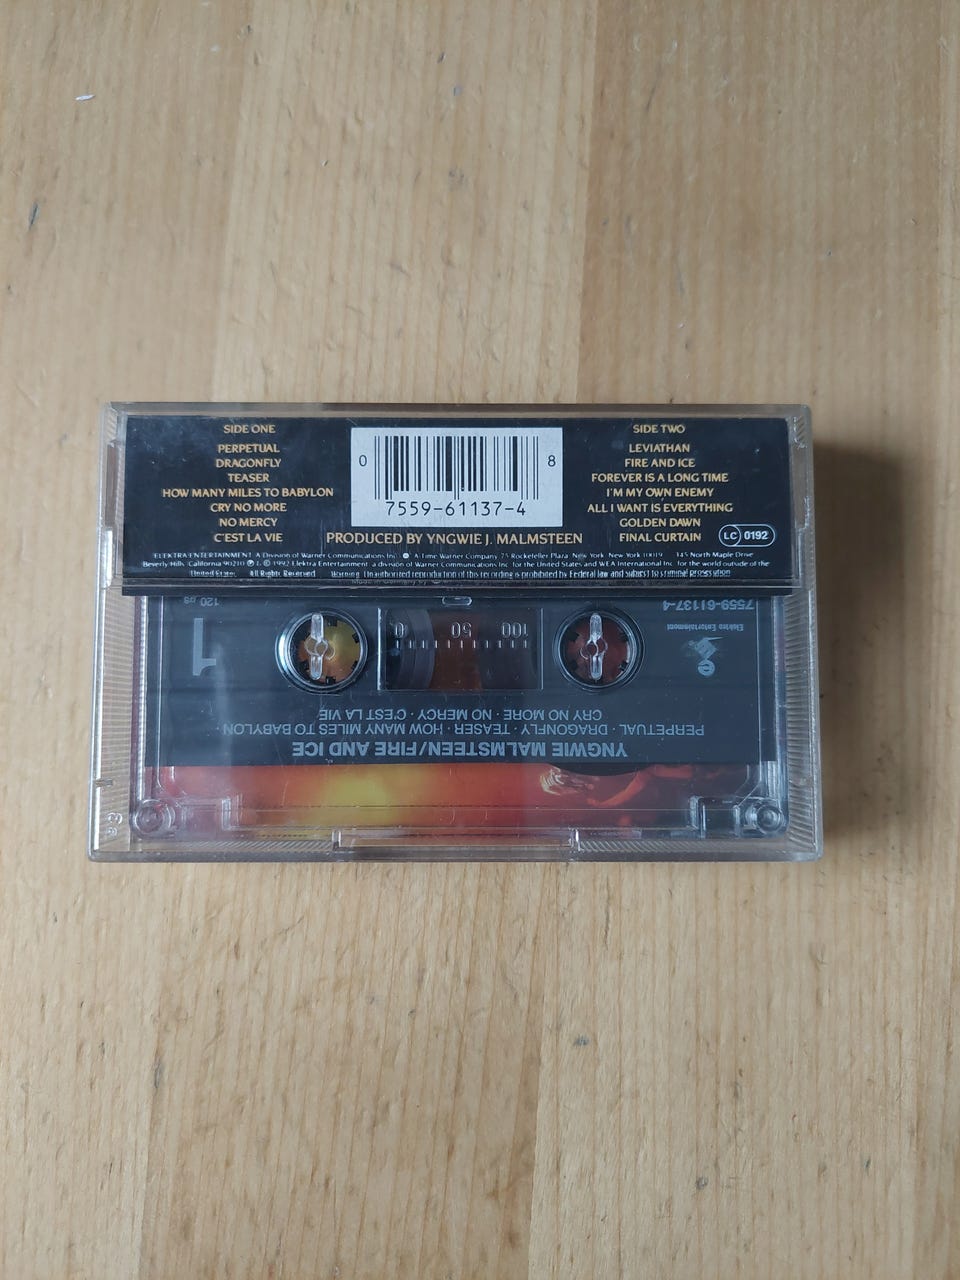 SIDE ONE
PERPETUAL
DRAGONFLY
TEASER
HOW MANY MILES TO BABYLON
CRY NO MORE
NO MERCY
C'EST LA VIE
0 8
7559-61137-4
PRODUCED BY YNGWIE J. MALMSTEEN
SIDE TWO
LEVIATHAN
FIRE AND ICE
FOREVER IS A LONG TIME
I'M MY OWN ENEMY
ALL I WANT IS EVERYTHING
GOLDEN DAWN
FINAL CURTAIN
LC 0192
ELEKTRA ENTERTAINMENT A Division of Warner Communications Inc. A Time Warner Company 75 Rockefeller Plaza New York New York 10019 345 North Maple Drive
Beverly Hills California 90210 ℗ & © 1992 Elektra Entertainment a division of Warner Communications Inc for the United States and WEA International Inc for the world outside of the
United States All Rights Reserved Warning Unauthorized reproduction of this recording is prohibited by Federal law and subject to criminal prosecution
YNGWIE MALMSTEEN/FIRE AND ICE
PERPETUAL · DRAGONFLY · TEASER · HOW MANY MILES TO BABYLON ·
CRY NO MORE · NO MERCY · C'EST LA VIE
e
Elektra Entertainment
100 50 0
1
7559-61137-4
120 µs